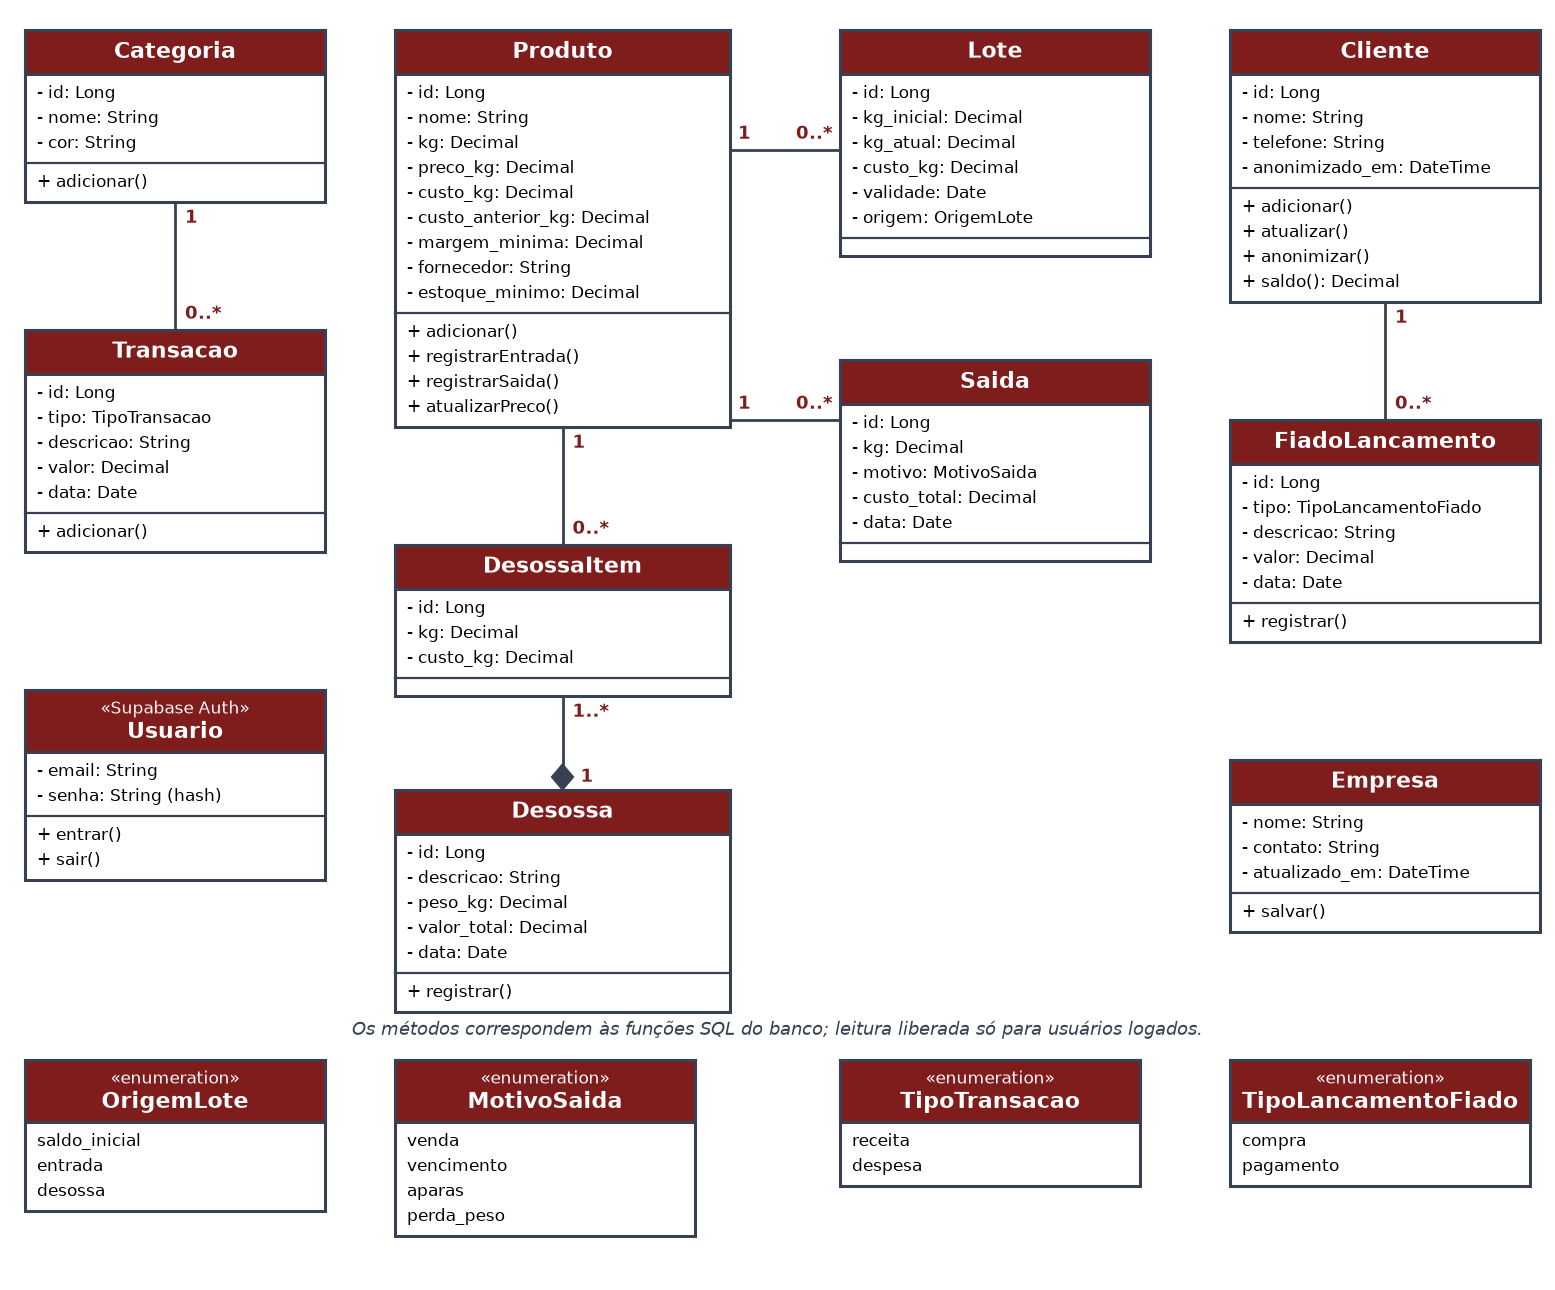 Categoria
- id: Long
- nome: String
- cor: String
+ adicionar()
1
0..*
Transacao
- id: Long
- tipo: TipoTransacao
- descricao: String
- valor: Decimal
- data: Date
+ adicionar()
«Supabase Auth»
Usuario
- email: String
- senha: String (hash)
+ entrar()
+ sair()
Produto
- id: Long
- nome: String
- kg: Decimal
- preco_kg: Decimal
- custo_kg: Decimal
- custo_anterior_kg: Decimal
- margem_minima: Decimal
- fornecedor: String
- estoque_minimo: Decimal
+ adicionar()
+ registrarEntrada()
+ registrarSaida()
+ atualizarPreco()
1 0..*
1 0..*
1
0..*
DesossaItem
- id: Long
- kg: Decimal
- custo_kg: Decimal
1..*
1
Desossa
- id: Long
- descricao: String
- peso_kg: Decimal
- valor_total: Decimal
- data: Date
+ registrar()
Lote
- id: Long
- kg_inicial: Decimal
- kg_atual: Decimal
- custo_kg: Decimal
- validade: Date
- origem: OrigemLote
Saida
- id: Long
- kg: Decimal
- motivo: MotivoSaida
- custo_total: Decimal
- data: Date
Cliente
- id: Long
- nome: String
- telefone: String
- anonimizado_em: DateTime
+ adicionar()
+ atualizar()
+ anonimizar()
+ saldo(): Decimal
1
0..*
FiadoLancamento
- id: Long
- tipo: TipoLancamentoFiado
- descricao: String
- valor: Decimal
- data: Date
+ registrar()
Empresa
- nome: String
- contato: String
- atualizado_em: DateTime
+ salvar()
Os métodos correspondem às funções SQL do banco; leitura liberada só para usuários logados.
«enumeration»
OrigemLote
saldo_inicial
entrada
desossa
«enumeration»
MotivoSaida
venda
vencimento
aparas
perda_peso
«enumeration»
TipoTransacao
receita
despesa
«enumeration»
TipoLancamentoFiado
compra
pagamento